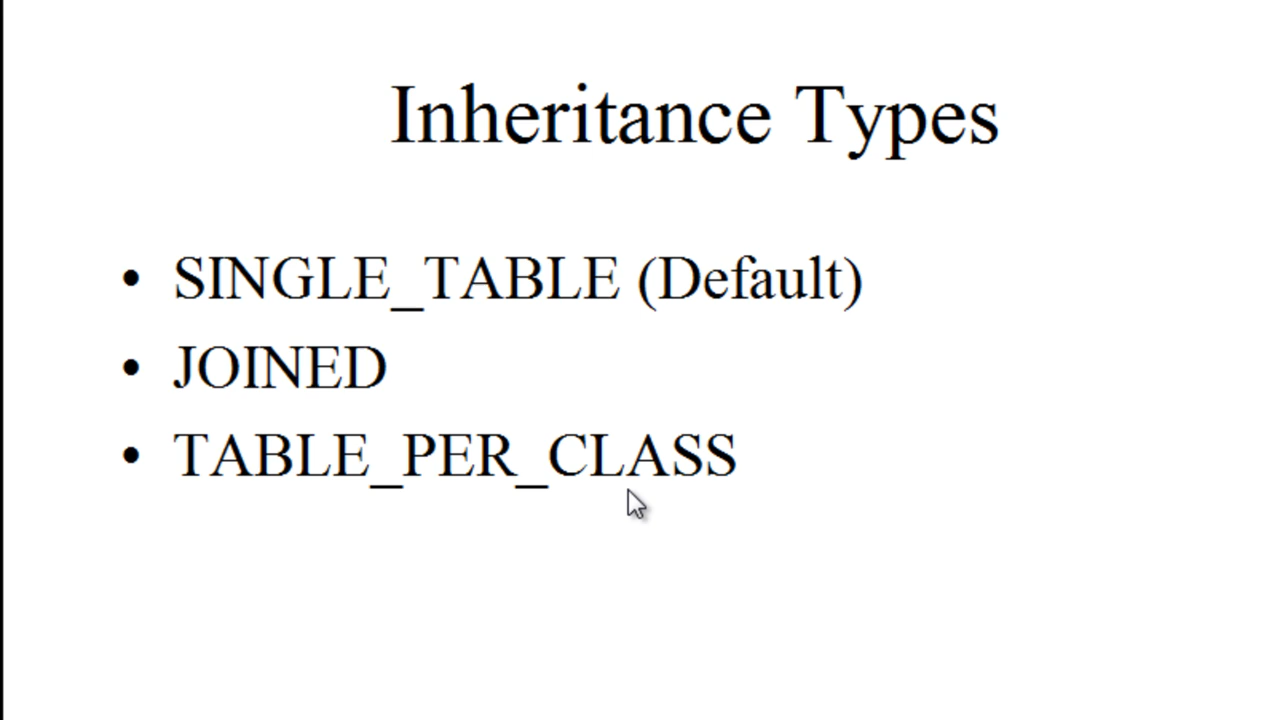 Inheritance Types
• SINGLE_TABLE (Default)
• JOINED
• TABLE_PER_CLASS